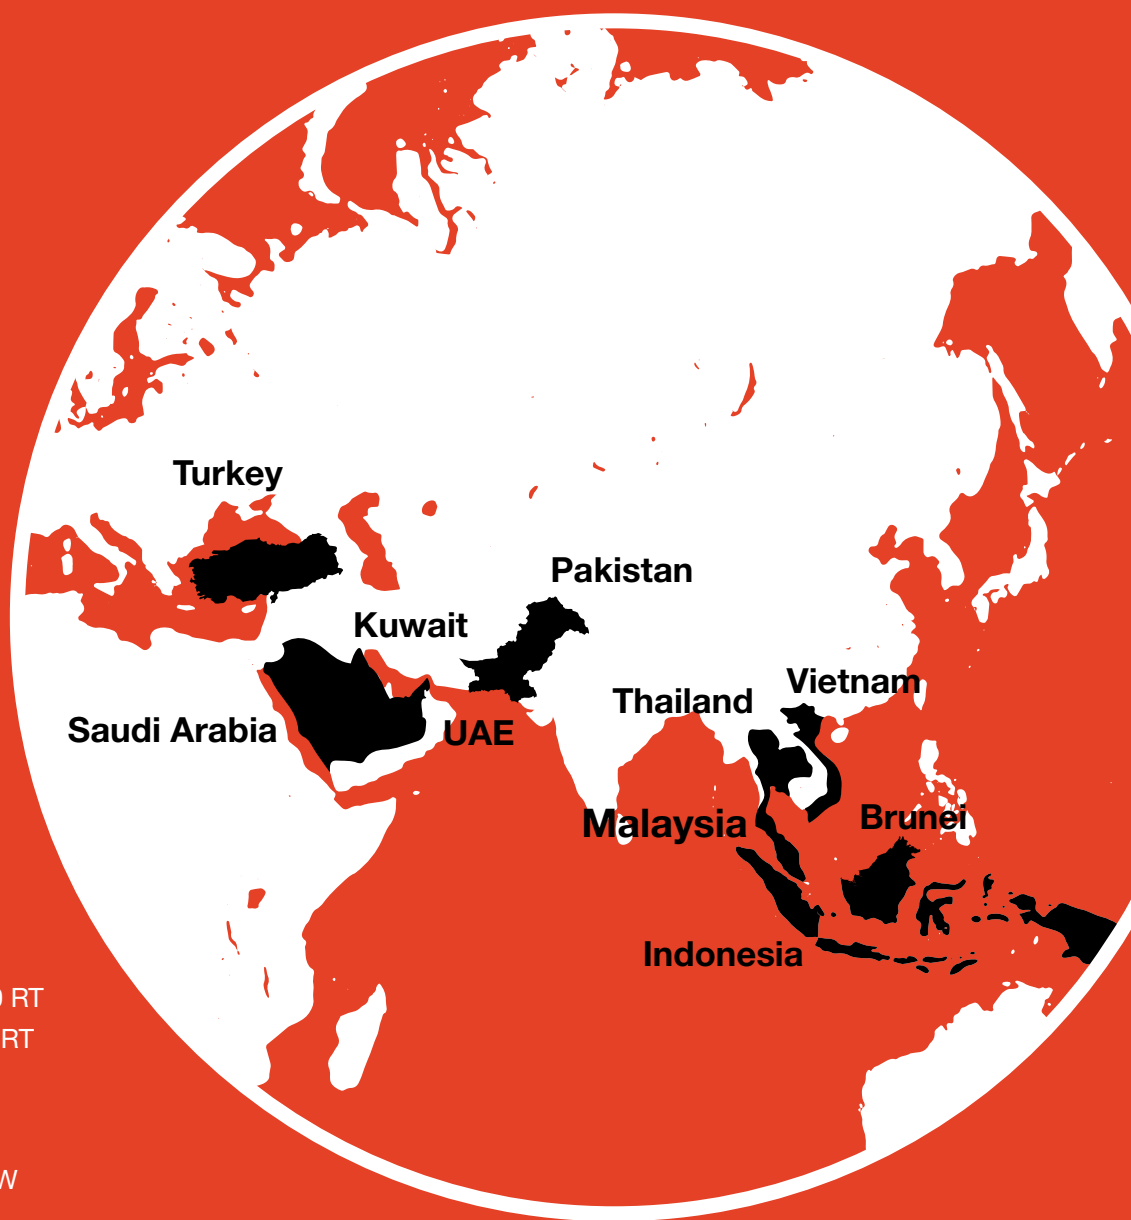 Turkey
Pakistan
Kuwait
Vietnam
Thailand
Saudi Arabia
UAE
Malaysia
Brunei
Indonesia
RT
RT
W